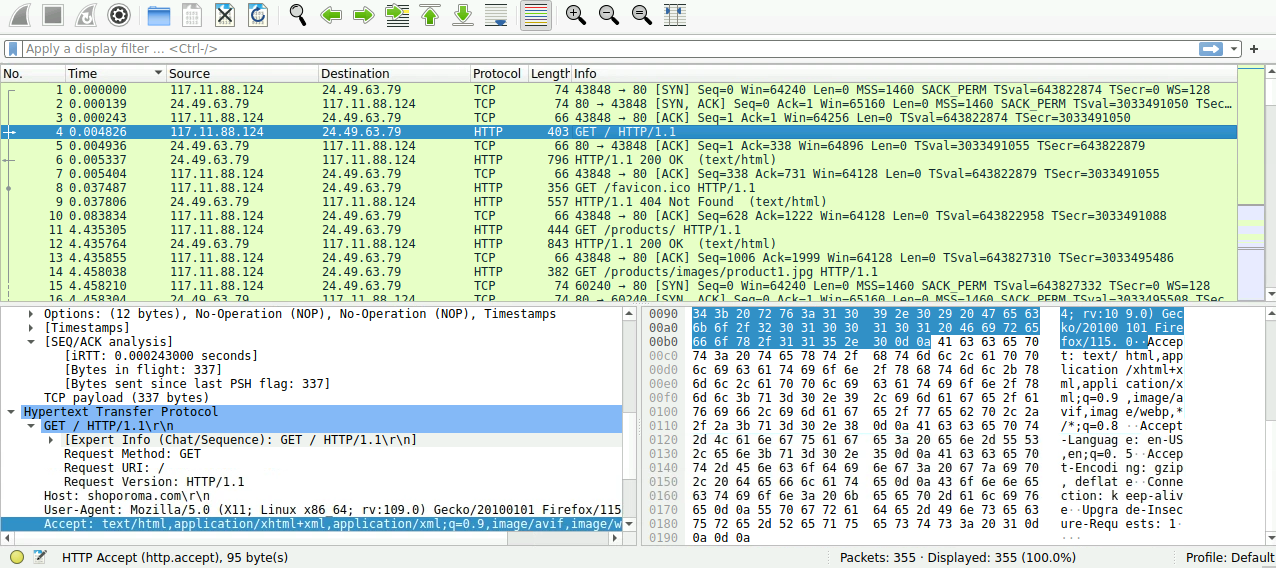 Apply a display filter ... <Ctrl-/>
No. Time Source Destination Protocol Length Info
1 0.000000 117.11.88.124 24.49.63.79 TCP 74 43848 → 80 [SYN] Seq=0 Win=64240 Len=0 MSS=1460 SACK_PERM TSval=643822874 TSecr=0 WS=128
2 0.000139 24.49.63.79 117.11.88.124 TCP 74 80 → 43848 [SYN, ACK] Seq=0 Ack=1 Win=65160 Len=0 MSS=1460 SACK_PERM TSval=3033491050 TSec…
3 0.000243 117.11.88.124 24.49.63.79 TCP 66 43848 → 80 [ACK] Seq=1 Ack=1 Win=64256 Len=0 TSval=643822874 TSecr=3033491050
4 0.004826 117.11.88.124 24.49.63.79 HTTP 403 GET / HTTP/1.1
5 0.004936 24.49.63.79 117.11.88.124 TCP 66 80 → 43848 [ACK] Seq=1 Ack=338 Win=64896 Len=0 TSval=3033491055 TSecr=643822879
6 0.005337 24.49.63.79 117.11.88.124 HTTP 796 HTTP/1.1 200 OK (text/html)
7 0.005404 117.11.88.124 24.49.63.79 TCP 66 43848 → 80 [ACK] Seq=338 Ack=731 Win=64128 Len=0 TSval=643822879 TSecr=3033491055
8 0.037487 117.11.88.124 24.49.63.79 HTTP 356 GET /favicon.ico HTTP/1.1
9 0.037806 24.49.63.79 117.11.88.124 HTTP 557 HTTP/1.1 404 Not Found (text/html)
10 0.083834 117.11.88.124 24.49.63.79 TCP 66 43848 → 80 [ACK] Seq=628 Ack=1222 Win=64128 Len=0 TSval=643822958 TSecr=3033491088
11 4.435305 117.11.88.124 24.49.63.79 HTTP 444 GET /products/ HTTP/1.1
12 4.435764 24.49.63.79 117.11.88.124 HTTP 843 HTTP/1.1 200 OK (text/html)
13 4.435855 117.11.88.124 24.49.63.79 TCP 66 43848 → 80 [ACK] Seq=1006 Ack=1999 Win=64128 Len=0 TSval=643827310 TSecr=3033495486
14 4.458038 117.11.88.124 24.49.63.79 HTTP 382 GET /products/images/product1.jpg HTTP/1.1
15 4.458210 117.11.88.124 24.49.63.79 TCP 74 60240 → 80 [SYN] Seq=0 Win=64240 Len=0 MSS=1460 SACK_PERM TSval=643827332 TSecr=0 WS=128
16 4.458304 24.49.63.79 117.11.88.124 TCP 74 80 → 60240 [SYN, ACK] Seq=0 Ack=1 Win=65160 Len=0 MSS=1460 SACK_PERM TSval=3033495508 TSec
Options: (12 bytes), No-Operation (NOP), No-Operation (NOP), Timestamps
[Timestamps]
[SEQ/ACK analysis]
[iRTT: 0.000243000 seconds]
[Bytes in flight: 337]
[Bytes sent since last PSH flag: 337]
TCP payload (337 bytes)
Hypertext Transfer Protocol
GET / HTTP/1.1\r\n
[Expert Info (Chat/Sequence): GET / HTTP/1.1\r\n]
Request Method: GET
Request URI: /
Request Version: HTTP/1.1
Host: shoporoma.com\r\n
User-Agent: Mozilla/5.0 (X11; Linux x86_64; rv:109.0) Gecko/20100101 Firefox/115
Accept: text/html,application/xhtml+xml,application/xml;q=0.9,image/avif,image/w
0090 34 3b 20 72 76 3a 31 30 39 2e 30 29 20 47 65 63 4; rv:10 9.0) Gec
00a0 6b 6f 2f 32 30 31 30 30 31 30 31 20 46 69 72 65 ko/20100 101 Fire
00b0 66 6f 78 2f 31 31 35 2e 30 0d 0a 41 63 63 65 70 fox/115. 0··Accep
00c0 74 3a 20 74 65 78 74 2f 68 74 6d 6c 2c 61 70 70 t: text/ html,app
00d0 6c 69 63 61 74 69 6f 6e 2f 78 68 74 6d 6c 2b 78 lication /xhtml+x
00e0 6d 6c 2c 61 70 70 6c 69 63 61 74 69 6f 6e 2f 78 ml,appli cation/x
00f0 6d 6c 3b 71 3d 30 2e 39 2c 69 6d 61 67 65 2f 61 ml;q=0.9 ,image/a
0100 76 69 66 2c 69 6d 61 67 65 2f 77 65 62 70 2c 2a vif,imag e/webp,*
0110 2f 2a 3b 71 3d 30 2e 38 0d 0a 41 63 63 65 70 74 /*;q=0.8 ··Accept
0120 2d 4c 61 6e 67 75 61 67 65 3a 20 65 6e 2d 55 53 -Languag e: en-US
0130 2c 65 6e 3b 71 3d 30 2e 35 0d 0a 41 63 63 65 70 ,en;q=0. 5··Accep
0140 74 2d 45 6e 63 6f 64 69 6e 67 3a 20 67 7a 69 70 t-Encodi ng: gzip
0150 2c 20 64 65 66 6c 61 74 65 0d 0a 43 6f 6e 6e 65 , deflat e··Conne
0160 63 74 69 6f 6e 3a 20 6b 65 65 70 2d 61 6c 69 76 ction: k eep-aliv
0170 65 0d 0a 55 70 67 72 61 64 65 2d 49 6e 73 65 63 e··Upgra de-Insec
0180 75 72 65 2d 52 65 71 75 65 73 74 73 3a 20 31 0d ure-Requ ests: 1·
0190 0a 0d 0a ···
HTTP Accept (http.accept), 95 byte(s)
Packets: 355 · Displayed: 355 (100.0%)
Profile: Default